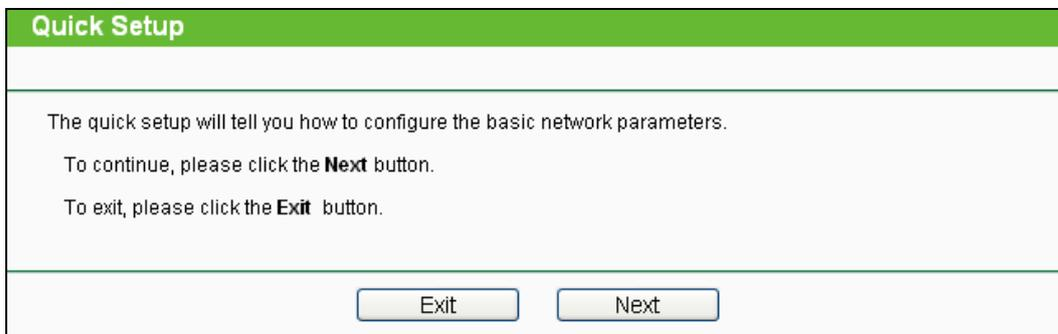 Quick Setup
The quick setup will tell you how to configure the basic network parameters.
To continue, please click the Next button.
To exit, please click the Exit button.
Exit Next